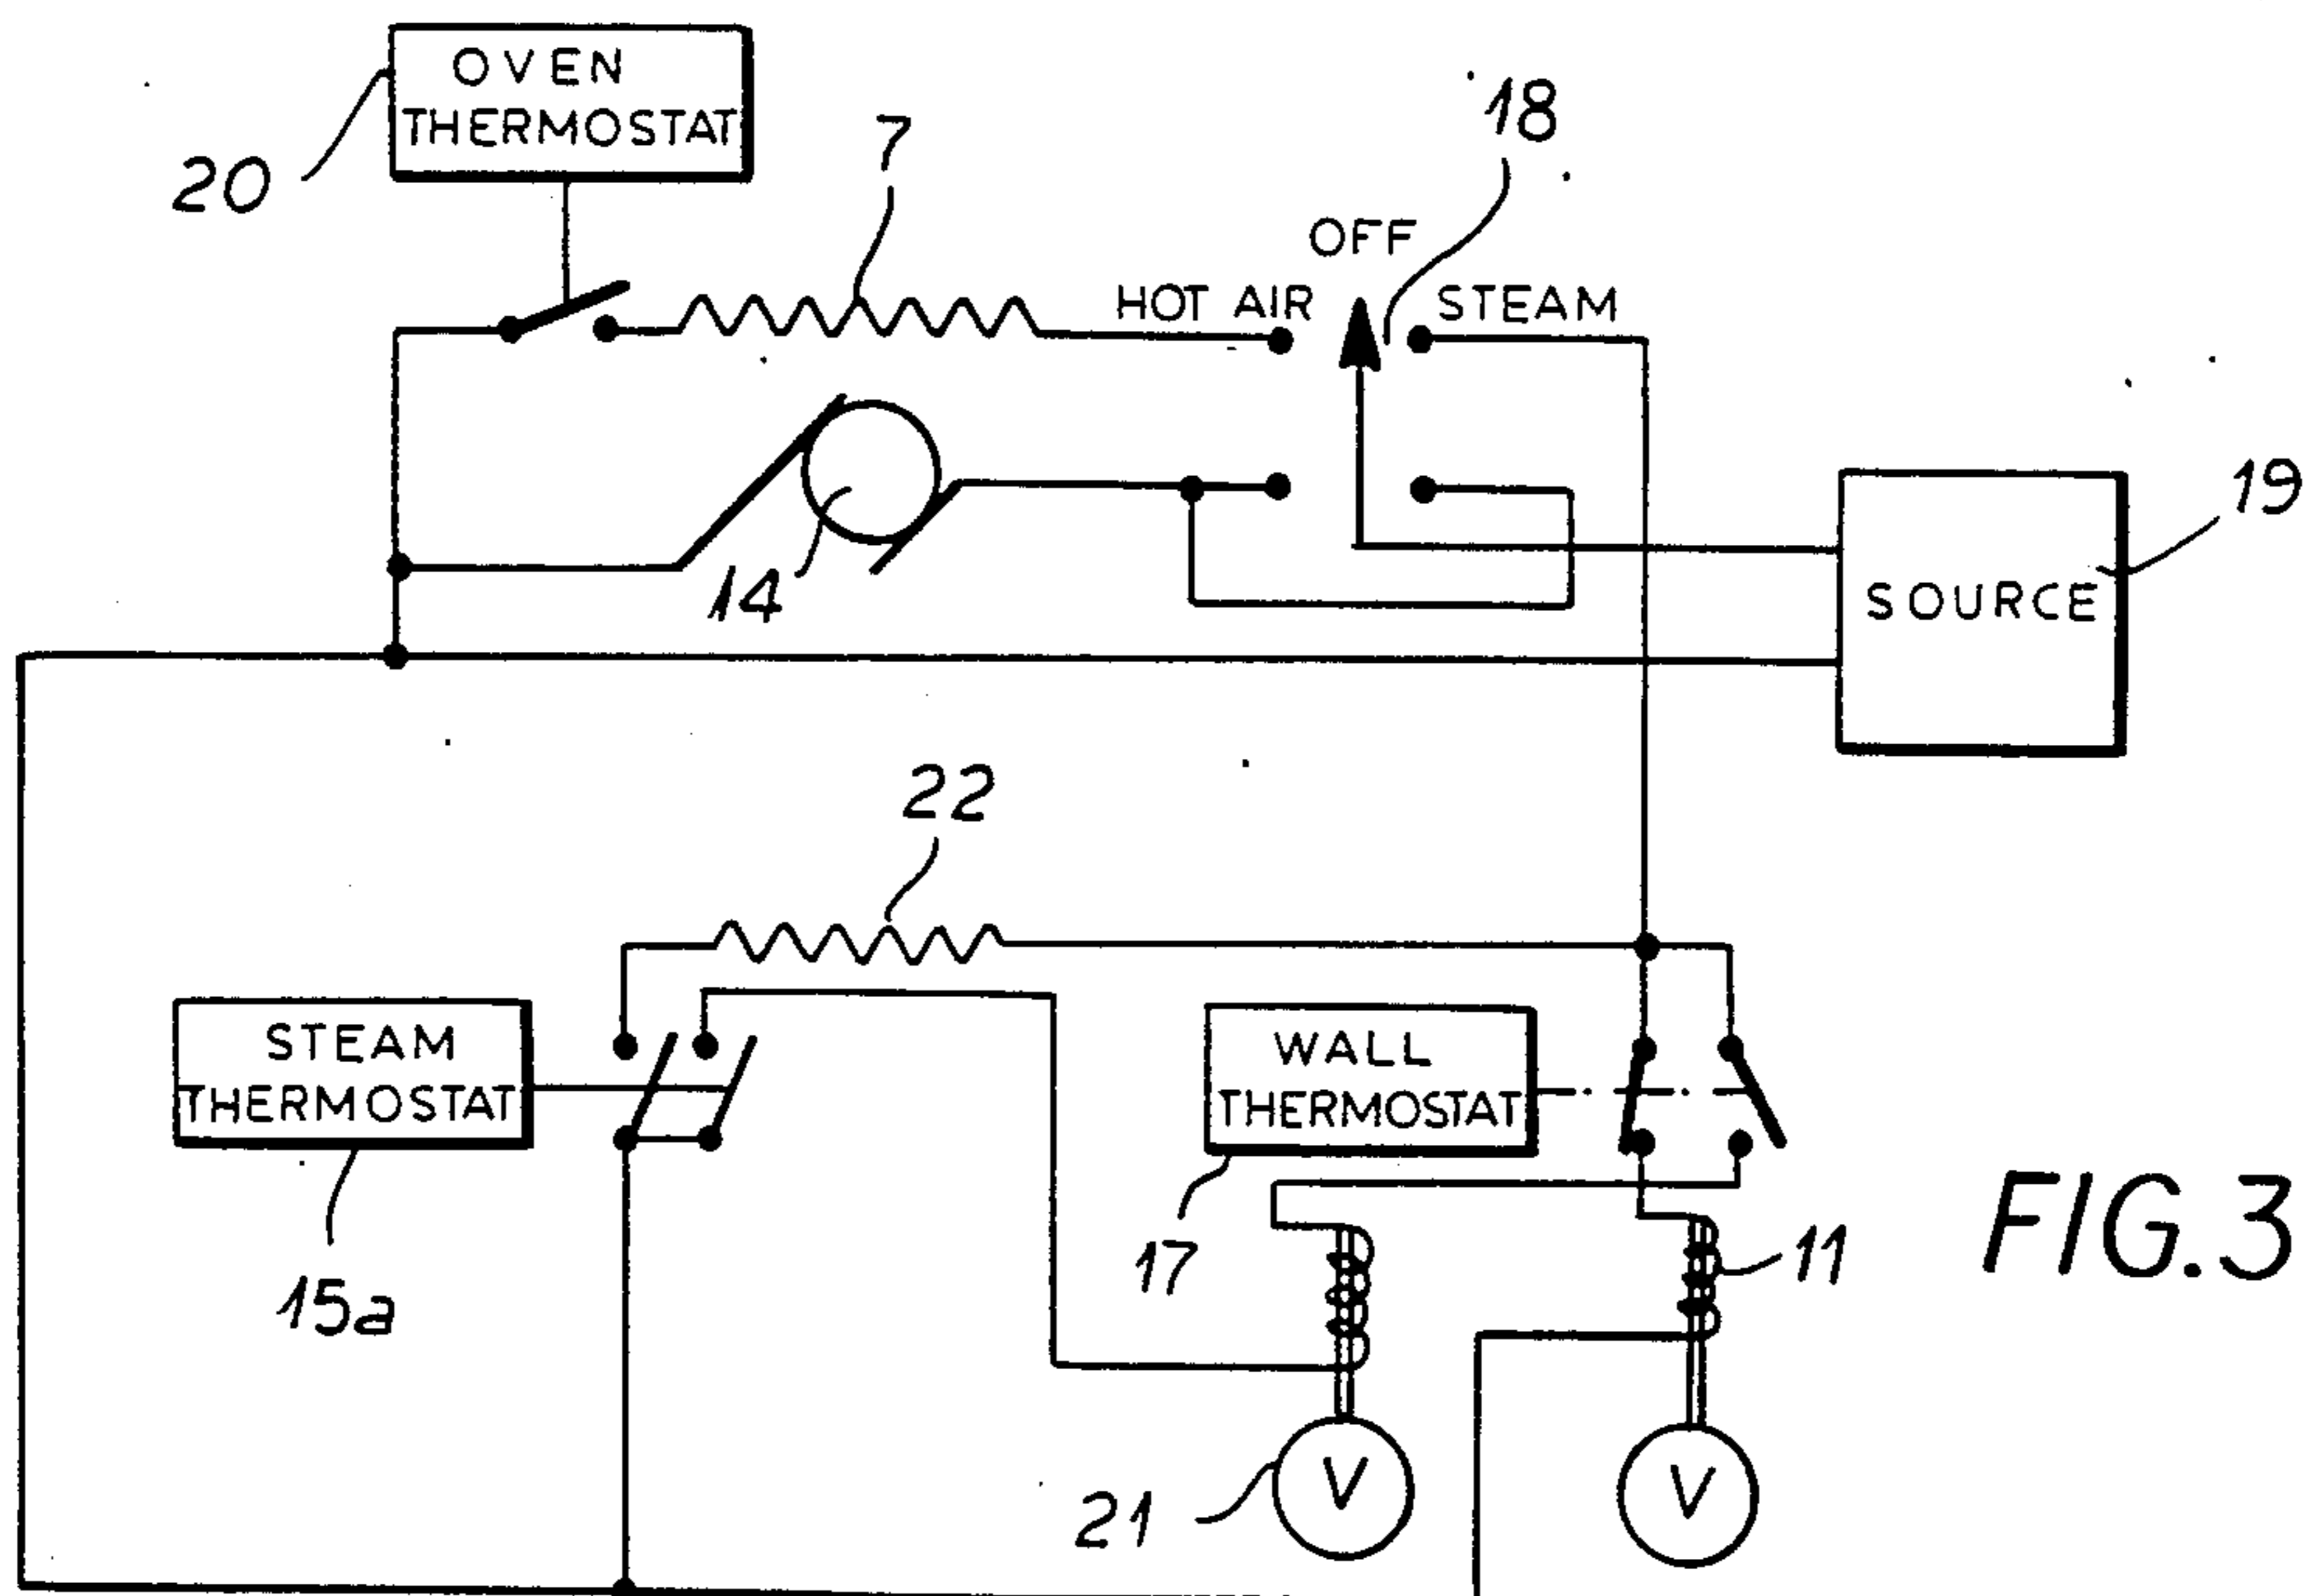 OVEN
THERMOSTAT
20
7
18
OFF
HOT AIR
STEAM
19
14
SOURCE
22
STEAM
THERMOSTAT
WALL
THERMOSTAT
15a
17
11
FIG.3
21
V
V